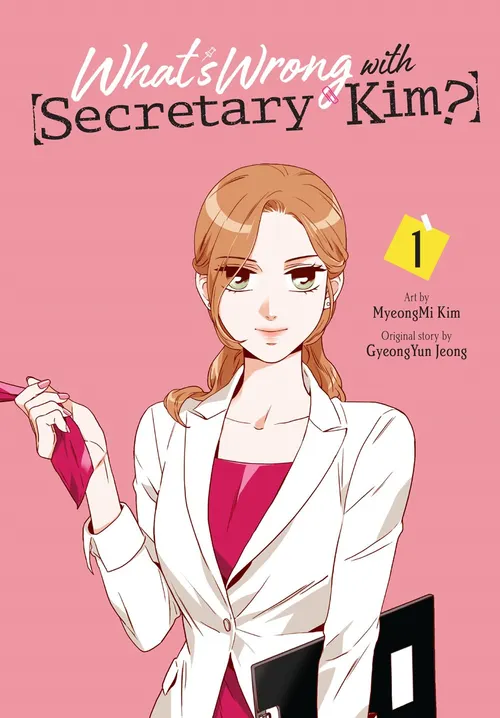 What's Wrong with
[Secretary Kim?]
1
Art by
MyeongMi Kim
Original story by
GyeongYun Jeong